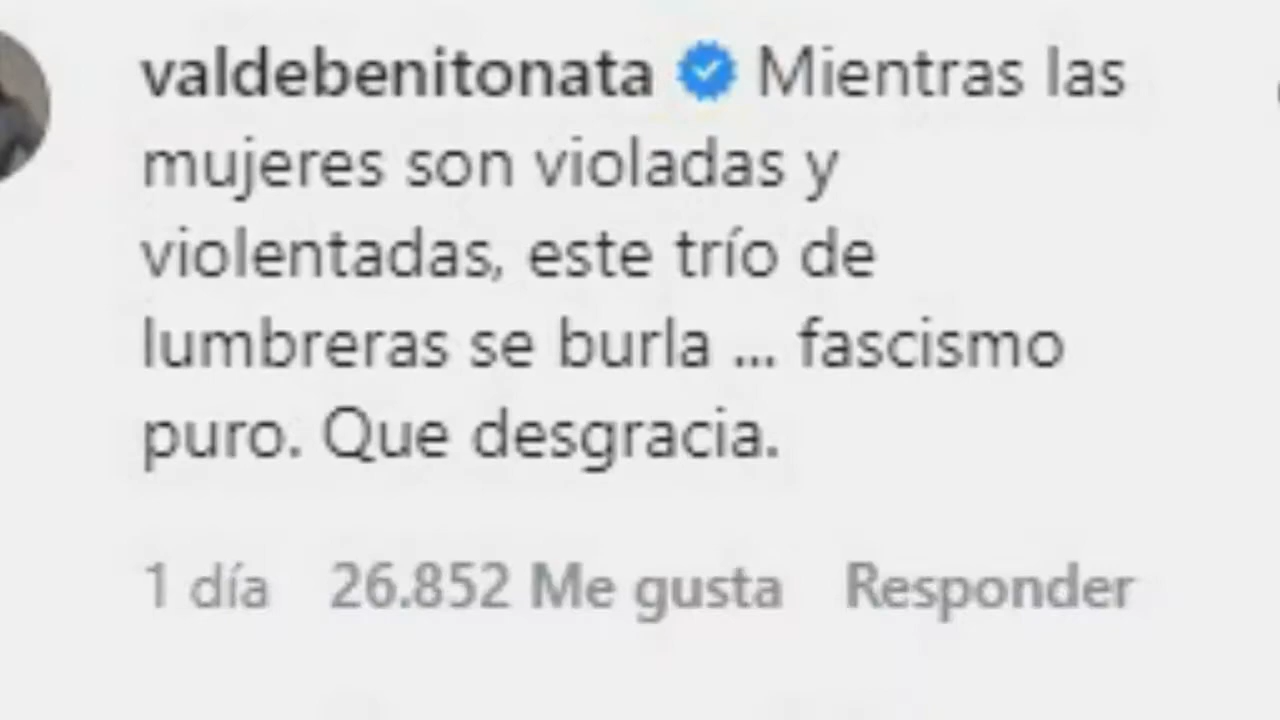 valdebenitonata Mientras las
mujeres son violadas y
violentadas, este trío de
lumbreras se burla ... fascismo
puro. Que desgracia.
1 día 26.852 Me gusta Responder